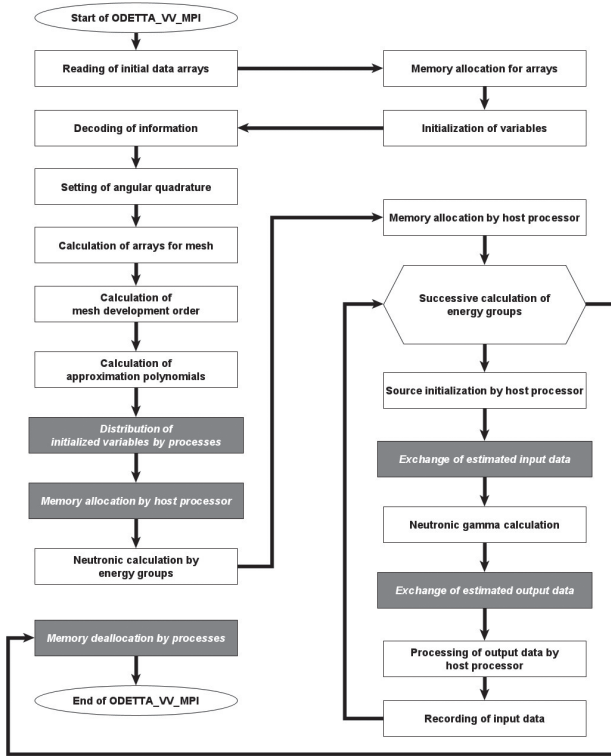 Start of ODETTA_VV_MPI
Reading of initial data arrays
Memory allocation for arrays
Initialization of variables
Decoding of information
Setting of angular quadrature
Calculation of arrays for mesh
Calculation of
mesh development order
Calculation of
approximation polynomials
Distribution of
initialized variables by processes
Memory allocation by host processor
Neutronic calculation by
energy groups
Memory allocation by host processor
Successive calculation of
energy groups
Source initialization by host processor
Exchange of estimated input data
Neutronic gamma calculation
Exchange of estimated output data
Processing of output data by
host processor
Recording of input data
Memory deallocation by processes
End of ODETTA_VV_MPI